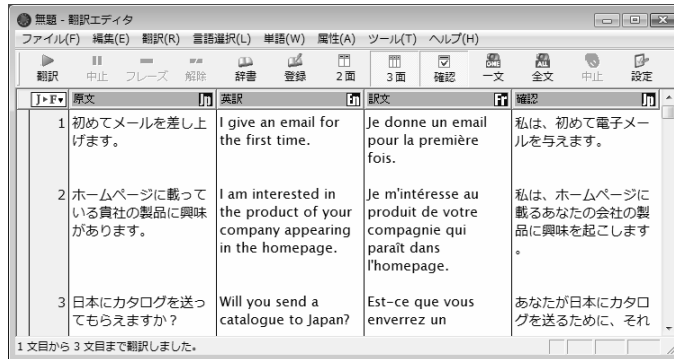 無題 - 翻訳エディタ
ファイル(F) 編集(E) 翻訳(R) 言語選択(L) 単語(W) 属性(A) ツール(T) ヘルプ(H)
翻訳 中止 フレーズ 解除 辞書 登録 2面 3面 確認 一文 全文 中止 設定
J▸F▾ 原文 英訳 訳文 確認
1 初めてメールを差し上
げます。
I give an email for
the first time.
Je donne un email
pour la première
fois.
私は、初めて電子メー
ルを与えます。
2 ホームページに載って
いる貴社の製品に興味
があります。
I am interested in
the product of your
company appearing
in the homepage.
Je m'intéresse au
produit de votre
compagnie qui
paraît dans
l'homepage.
私は、ホームページに
載るあなたの会社の製
品に興味を起こします
。
3 日本にカタログを送っ
てもらえますか？
Will you send a
catalogue to Japan?
Est-ce que vous
enverrez un
あなたが日本にカタロ
グを送るために、それ
1 文目から 3 文目まで翻訳しました。